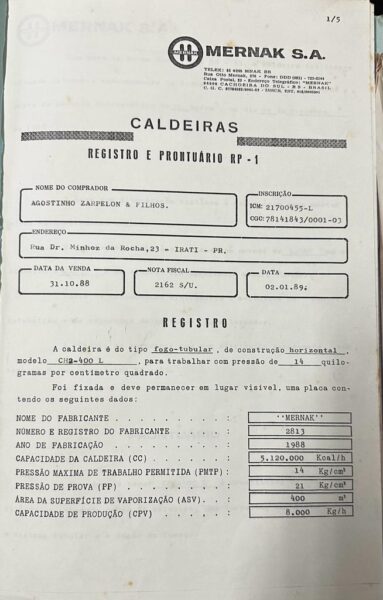 1/5
MERNAK S.A.
CACHOEIRA DO SUL - RS - BRASIL
CALDEIRAS
REGISTRO E PRONTUÁRIO RP - 1
NOME DO COMPRADOR
AGOSTINHO ZARPELON & FILHOS.
INSCRIÇÃO
ICM: 21700455-L
CGC: 78141843/0001-03
ENDEREÇO
Rua Dr. Minhoz da Rocha,23 - IRATI - PR.
DATA DA VENDA
31.10.88
NOTA FISCAL
2162 S/U.
DATA
02.01.89;
REGISTRO
A caldeira é do tipo fogo-tubular , de construção horizontal ,
modelo CH2-400 L , para trabalhar com pressão de 14 quilo-
gramas por centímetro quadrado.
Foi fixada e deve permanecer em lugar visível, uma placa con-
tendo os seguintes dados:
NOME DO FABRICANTE . . . . . . . . . : ''MERNAK''
NÚMERO E REGISTRO DO FABRICANTE . . . . : 2813
ANO DE FABRICAÇÃO . . . . . . . . . : 1988
CAPACIDADE DA CALDEIRA (CC) . . . . . : 5.120.000 Kcal/h
PRESSÃO MAXIMA DE TRABALHO PERMITIDA (PMTP): 14 Kg/cm²
PRESSÃO DE PROVA (PP) . . . . . . . : 21 Kg/cm²
ÁREA DA SUPERFÍCIE DE VAPORIZAÇÃO (ASV). . : 400 m²
CAPACIDADE DE PRODUÇÃO (CPV) . . . . . : 8.000 Kg/h